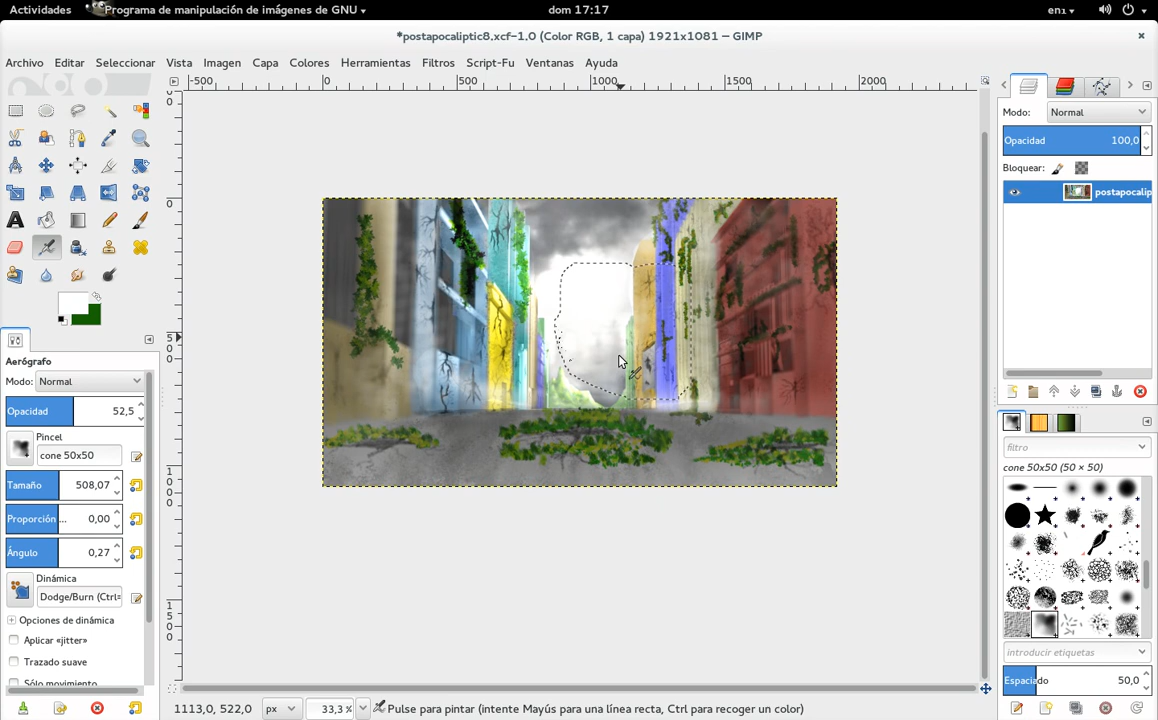 Actividades
Programa de manipulación de imágenes de GNU
dom 17:17
en1
*postapocaliptic8.xcf-1.0 (Color RGB, 1 capa) 1921x1081 – GIMP
Archivo Editar Seleccionar Vista Imagen Capa Colores Herramientas Filtros Script-Fu Ventanas Ayuda
-500 0 500 1000 1500 2000
0
0
500
1000
1500
Aerógrafo
Modo: Normal
Opacidad 52,5
Pincel
cone 50x50
Tamaño 508,07
Proporción... 0,00
Ángulo 0,27
Dinámica
Dodge/Burn (Ctrl=
Opciones de dinámica
Aplicar «jitter»
Trazado suave
Sólo movimiento
Modo: Normal
Opacidad 100,0
Bloquear:
postapocalip
filtro
cone 50x50 (50 × 50)
introducir etiquetas
Espaciado 50,0
1113,0, 522,0 px 33,3 % Pulse para pintar (intente Mayús para una línea recta, Ctrl para recoger un color)